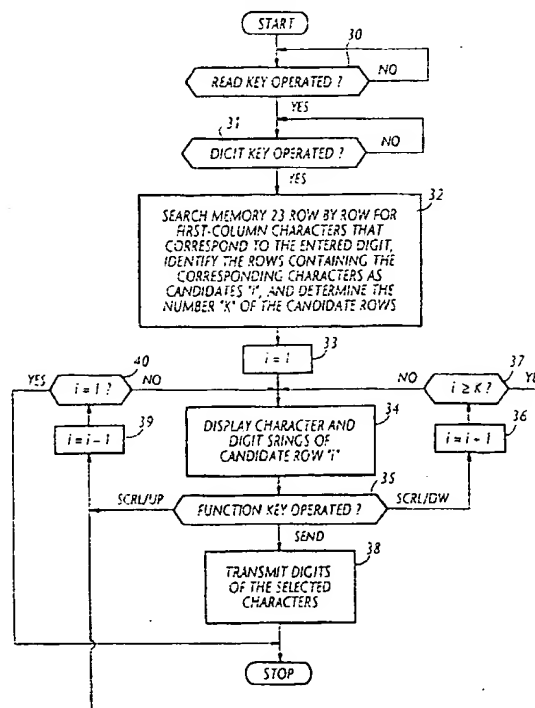 START
30
READ KEY OPERATED ?
NO
YES
31
DIGIT KEY OPERATED ?
NO
YES
32
SEARCH MEMORY 23 ROW BY ROW FOR
FIRST-COLUMN CHARACTERS THAT
CORRESPOND TO THE ENTERED DIGIT,
IDENTIFY THE ROWS CONTAINING THE
CORRESPONDING CHARACTERS AS
CANDIDATES "i", AND DETERMINE THE
NUMBER "K" OF THE CANDIDATE ROWS
33
i = 1
40
YES
i = 1 ?
NO
37
NO
i ≥ K ?
39
i = i - 1
34
DISPLAY CHARACTER AND
DIGIT SRINGS OF
CANDIDATE ROW "i"
36
i = i + 1
35
SCRL/UP
FUNCTION KEY OPERATED ?
SCRL/DW
SEND
38
TRANSMIT DIGITS
OF THE SELECTED
CHARACTERS
STOP